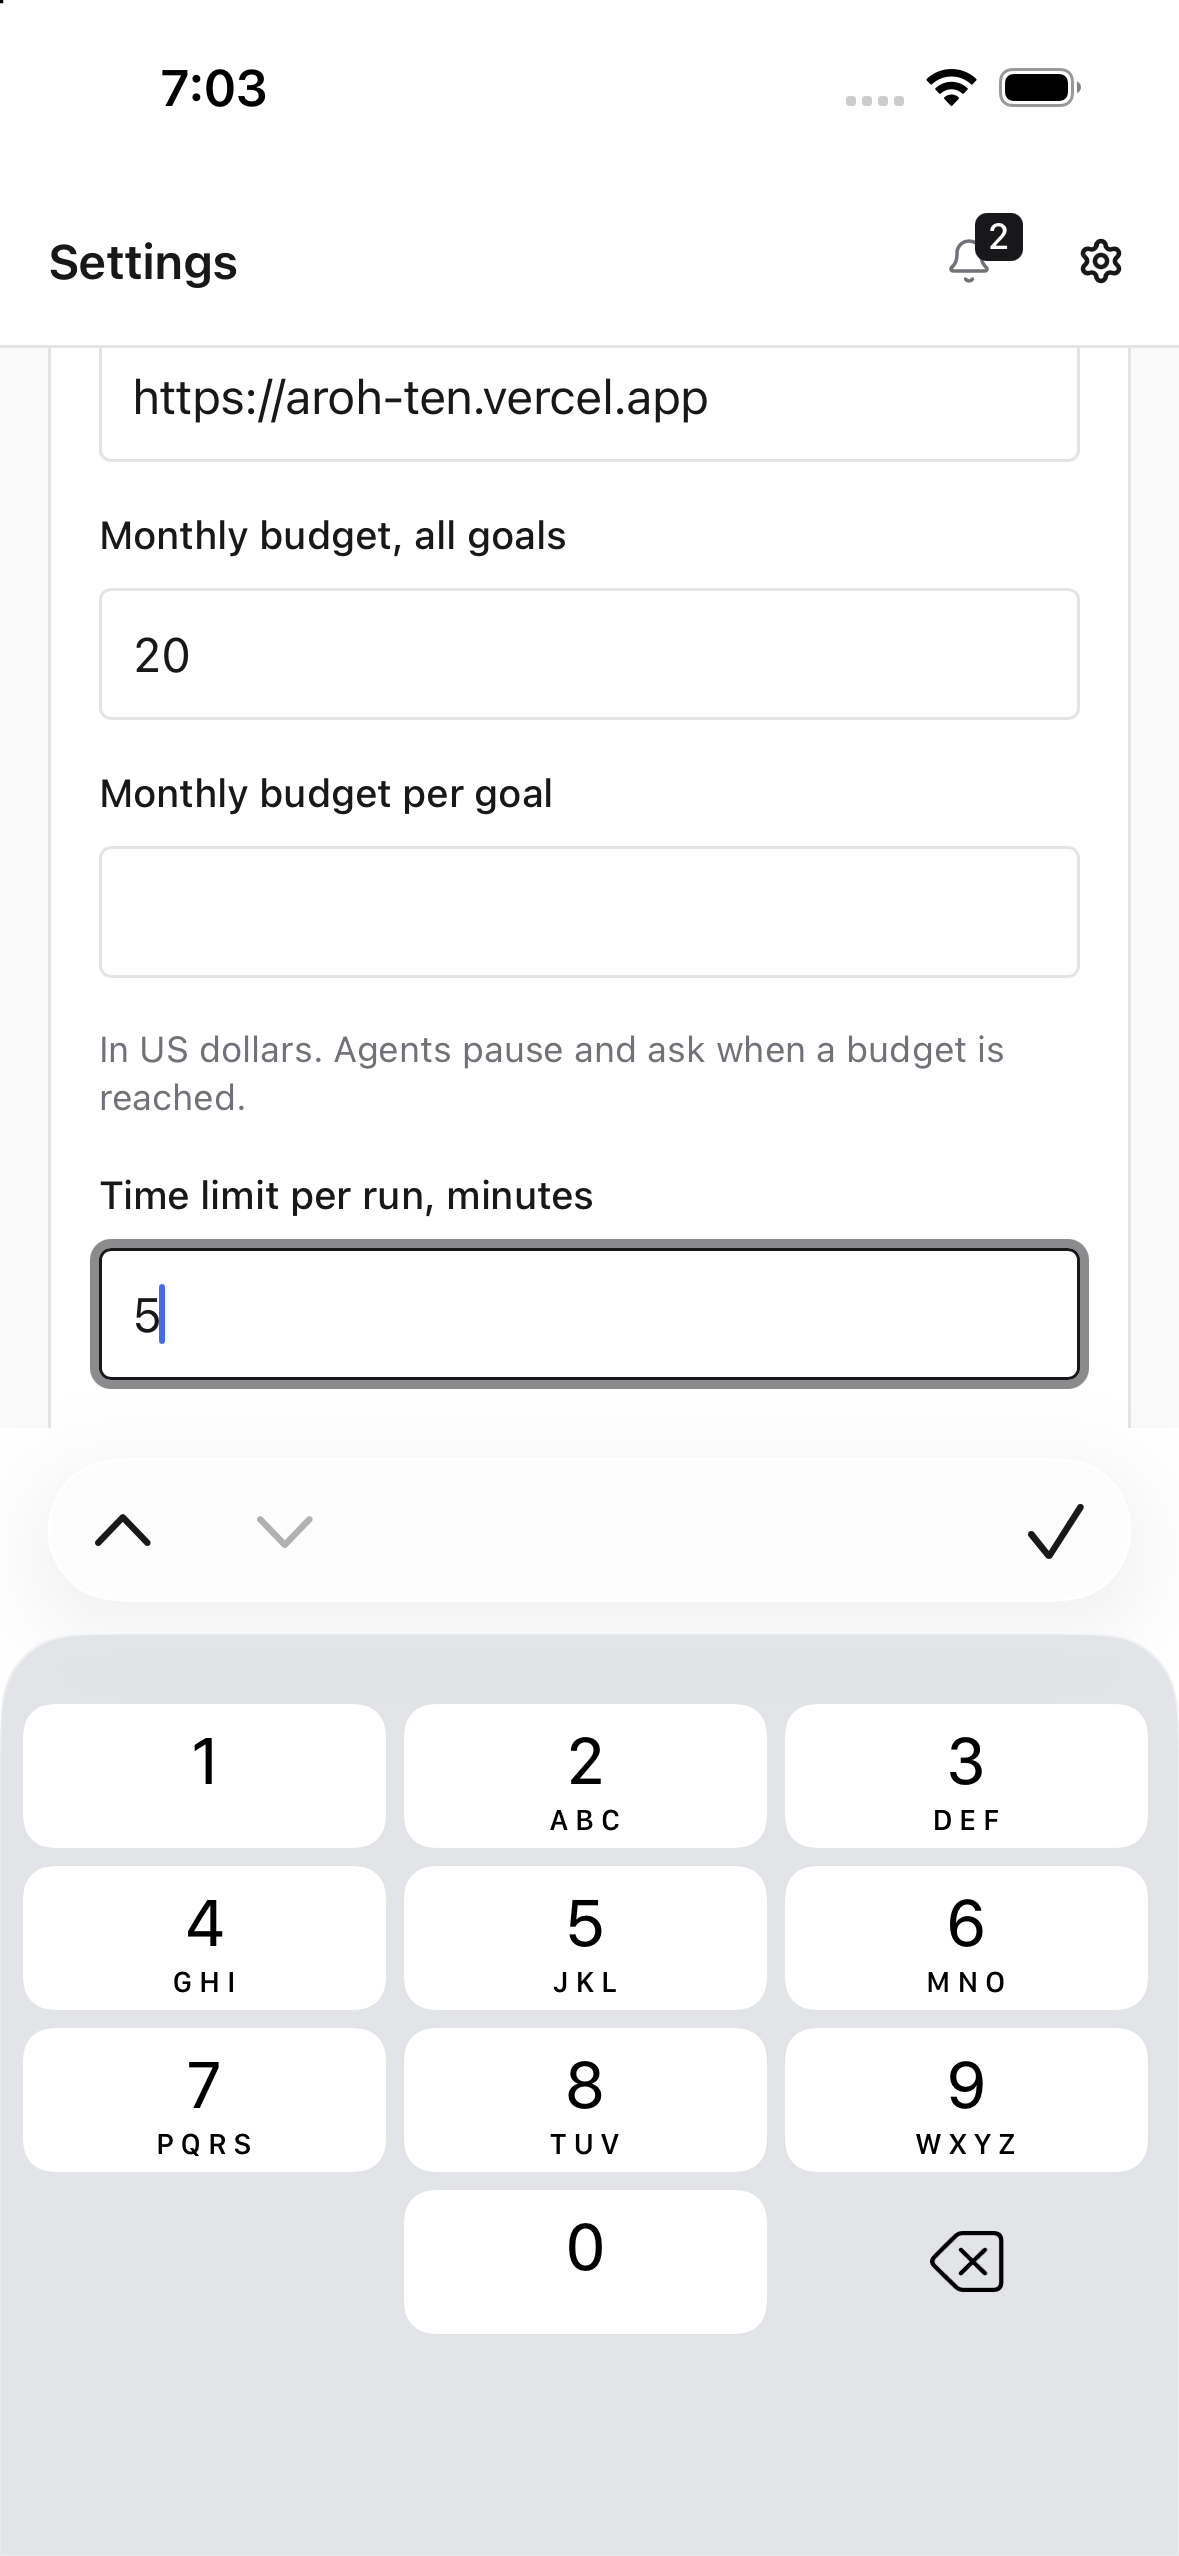 7:03
Settings
2
https://aroh-ten.vercel.app
Monthly budget, all goals
20
Monthly budget per goal
In US dollars. Agents pause and ask when a budget is
reached.
Time limit per run, minutes
5
1
2
ABC
3
DEF
4
GHI
5
JKL
6
MNO
7
PQRS
8
TUV
9
WXYZ
0